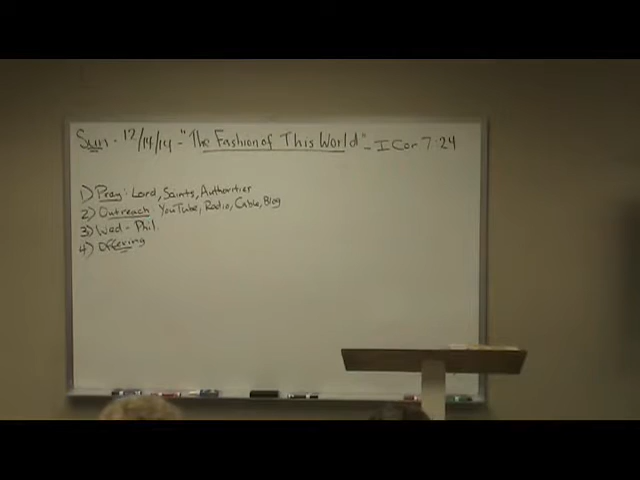 Sun - 12/14/14 - "The Fashion of This World" - I Cor 7:24
1) Pray: Lord, Saints, Authorities
2) Outreach: YouTube, Radio, Cable, Blog
3) Wed - Phil.
4) Offering